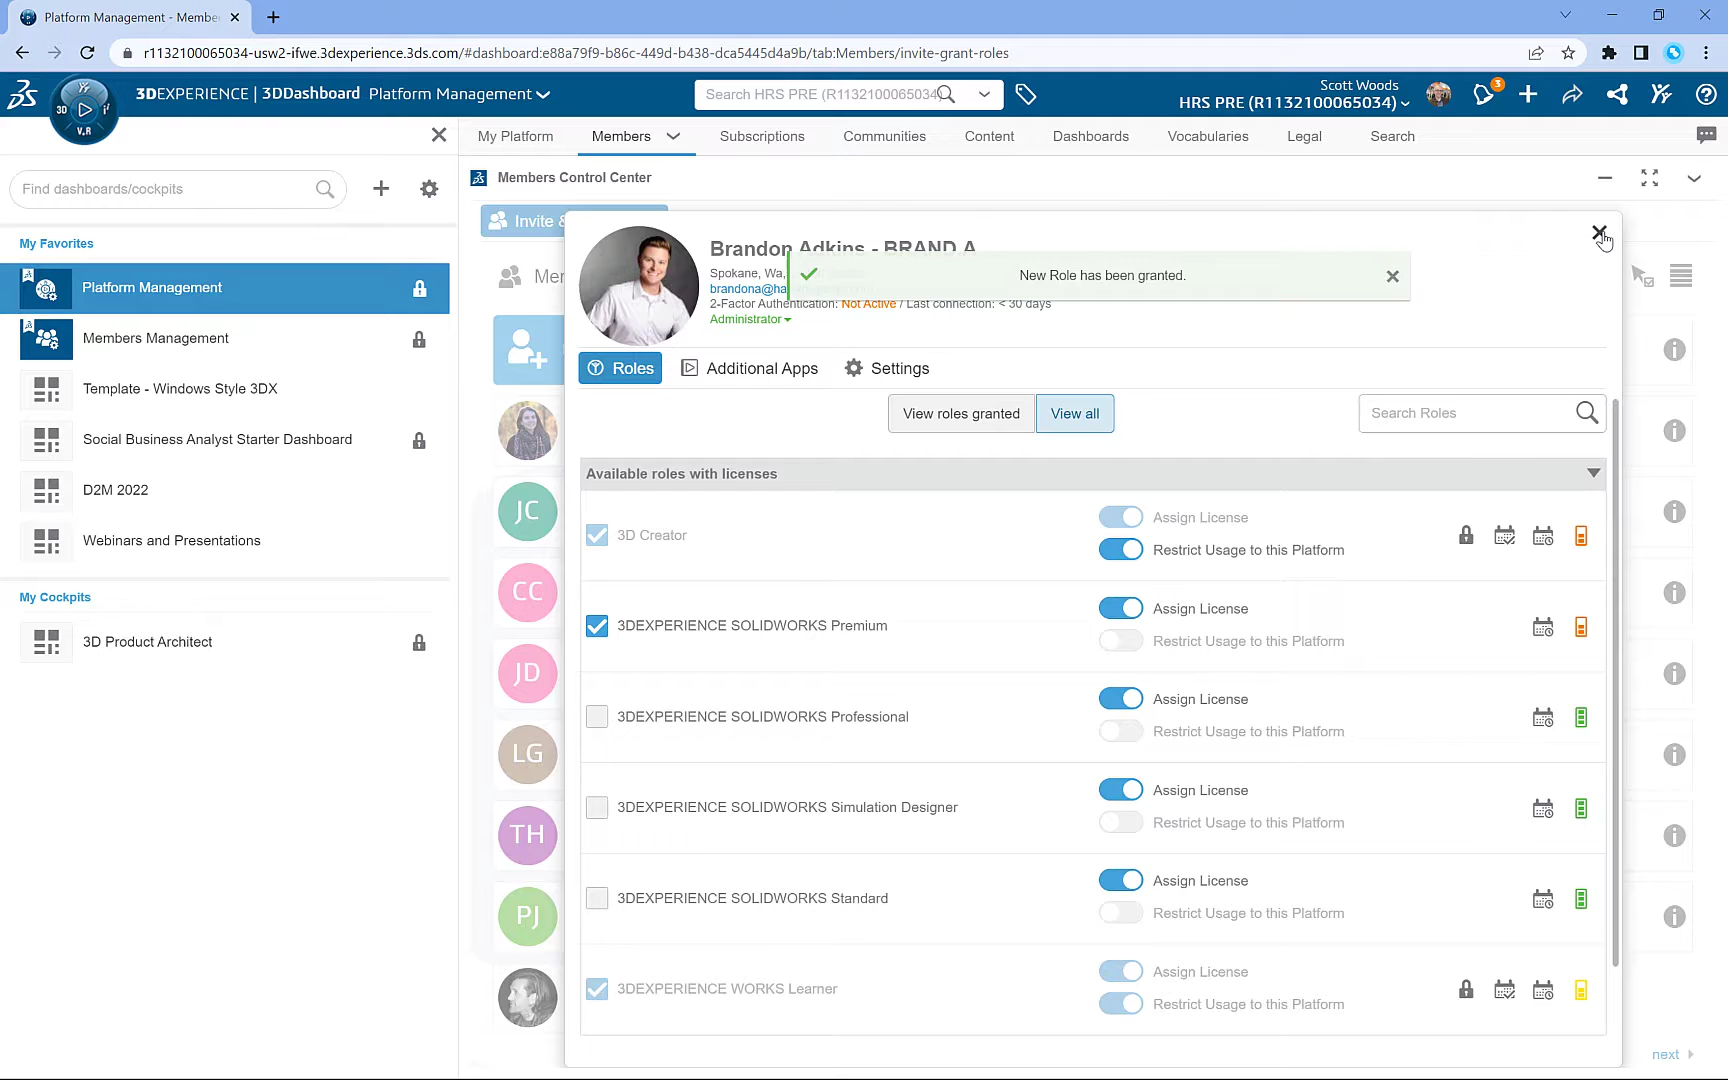 Platform Management - Membe
r1132100065034-usw2-ifwe.3dexperience.3ds.com/#dashboard:e88a79f9-b86c-449d-b438-dca5445d4a9b/tab:Members/invite-grant-roles
3DEXPERIENCE | 3DDashboard Platform Management
Search HRS PRE (R1132100065034)
Scott Woods
HRS PRE (R1132100065034)
3
3D
V.R
My Platform
Members
Subscriptions
Communities
Content
Dashboards
Vocabularies
Legal
Search
Find dashboards/cockpits
Members Control Center
Invite &
Mem
My Favorites
Platform Management
Members Management
Template - Windows Style 3DX
Social Business Analyst Starter Dashboard
D2M 2022
Webinars and Presentations
My Cockpits
3D Product Architect
JC
CC
JD
LG
TH
PJ
Brandon Adkins - BRAND A
Spokane, Wa,
brandona@ha
New Role has been granted.
2-Factor Authentication: Not Active / Last connection: < 30 days
Administrator
Roles
Additional Apps
Settings
View roles granted
View all
Search Roles
Available roles with licenses
3D Creator
Assign License
Restrict Usage to this Platform
3DEXPERIENCE SOLIDWORKS Premium
Assign License
Restrict Usage to this Platform
3DEXPERIENCE SOLIDWORKS Professional
Assign License
Restrict Usage to this Platform
3DEXPERIENCE SOLIDWORKS Simulation Designer
Assign License
Restrict Usage to this Platform
3DEXPERIENCE SOLIDWORKS Standard
Assign License
Restrict Usage to this Platform
3DEXPERIENCE WORKS Learner
Assign License
Restrict Usage to this Platform
next